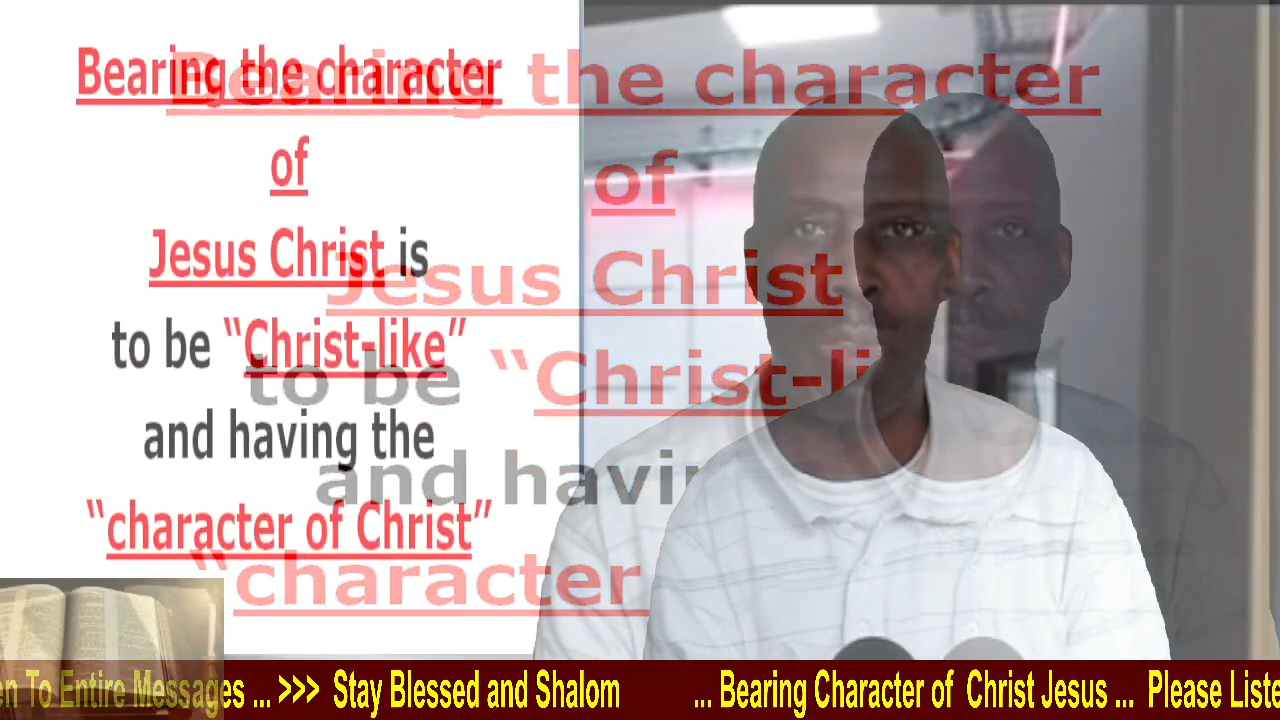 Bearing the character
of
Jesus Christ is
to be “Christ-like”
and having the
“character of Christ”
Bearing the character
of
Jesus Christ
to be “Christ-li
and havin
“character
en To Entire Messages ... >>> Stay Blessed and Shalom ... Bearing Character of Christ Jesus ... Please Liste